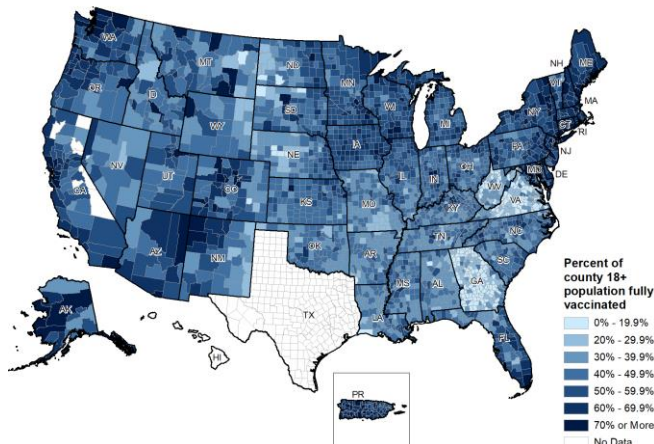 WA
MT
ND
MN
ME
NH
VT
OR
ID
SD
WI
MI
NY
MA
CT
RI
WY
IA
PA
NJ
NE
NV
UT
CO
IL
IN
OH
MD
DE
CA
KS
MO
WV
VA
KY
AZ
NM
OK
AR
TN
NC
SC
MS
AL
GA
TX
LA
FL
AK
HI
PR
Percent of
county 18+
population fully
vaccinated
0% - 19.9%
20% - 29.9%
30% - 39.9%
40% - 49.9%
50% - 59.9%
60% - 69.9%
70% or More
No Data